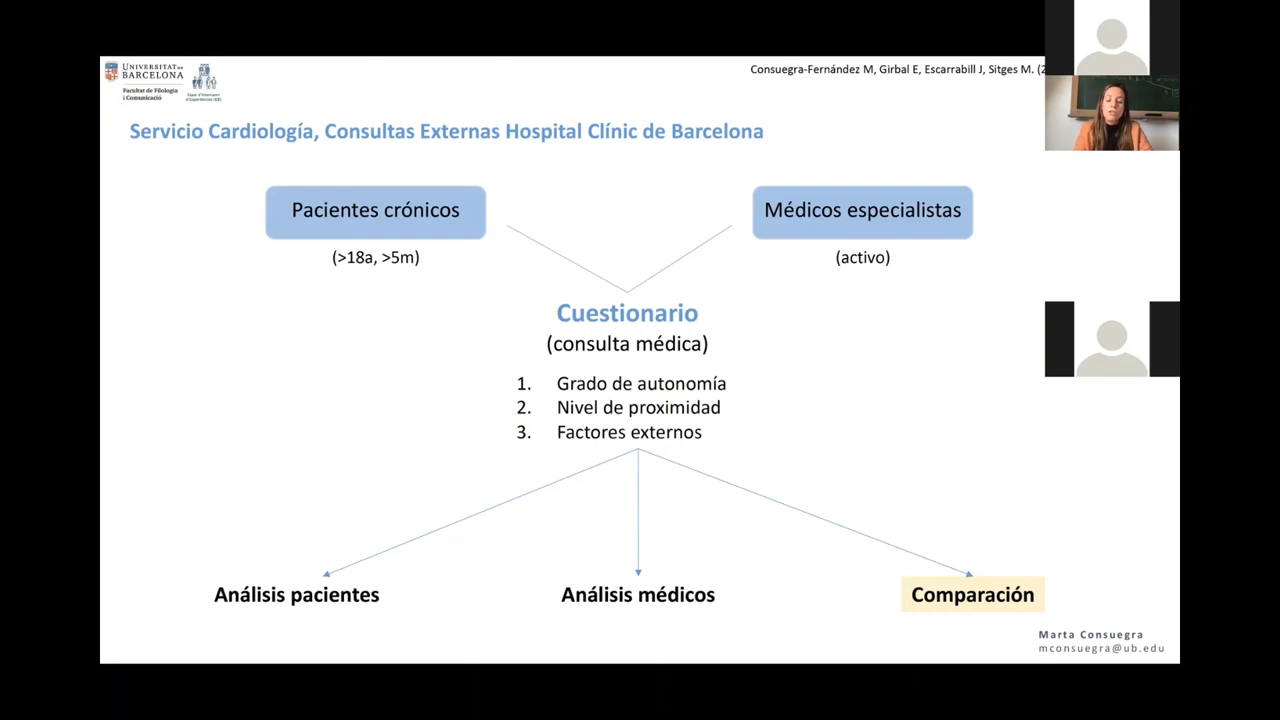 UNIVERSITAT DE
BARCELONA
Facultat de Filologia
i Comunicació
Consuegra-Fernández M, Girbal E, Escarrabill J, Sitges M. (2
Servicio Cardiología, Consultas Externas Hospital Clínic de Barcelona
Pacientes crónicos
Médicos especialistas
(>18a, >5m)
(activo)
Cuestionario
(consulta médica)
1. Grado de autonomía
2. Nivel de proximidad
3. Factores externos
Análisis pacientes
Análisis médicos
Comparación
Marta Consuegra
mconsuegra@ub.edu